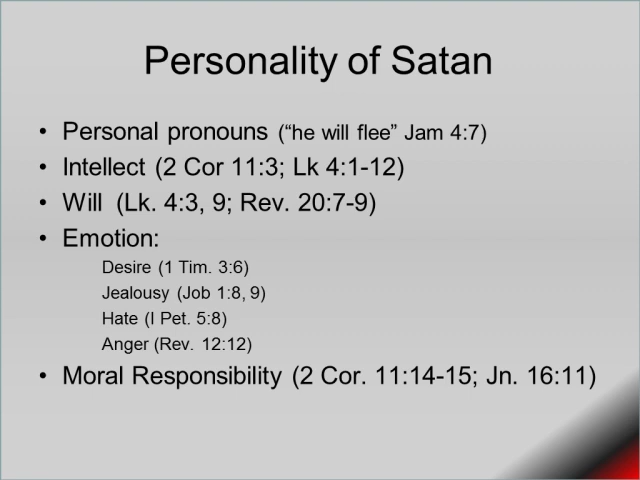 Personality of Satan
• Personal pronouns (“he will flee” Jam 4:7)
• Intellect (2 Cor 11:3; Lk 4:1-12)
• Will  (Lk. 4:3, 9; Rev. 20:7-9)
• Emotion:
Desire (1 Tim. 3:6)
Jealousy (Job 1:8, 9)
Hate (I Pet. 5:8)
Anger (Rev. 12:12)
• Moral Responsibility (2 Cor. 11:14-15; Jn. 16:11)